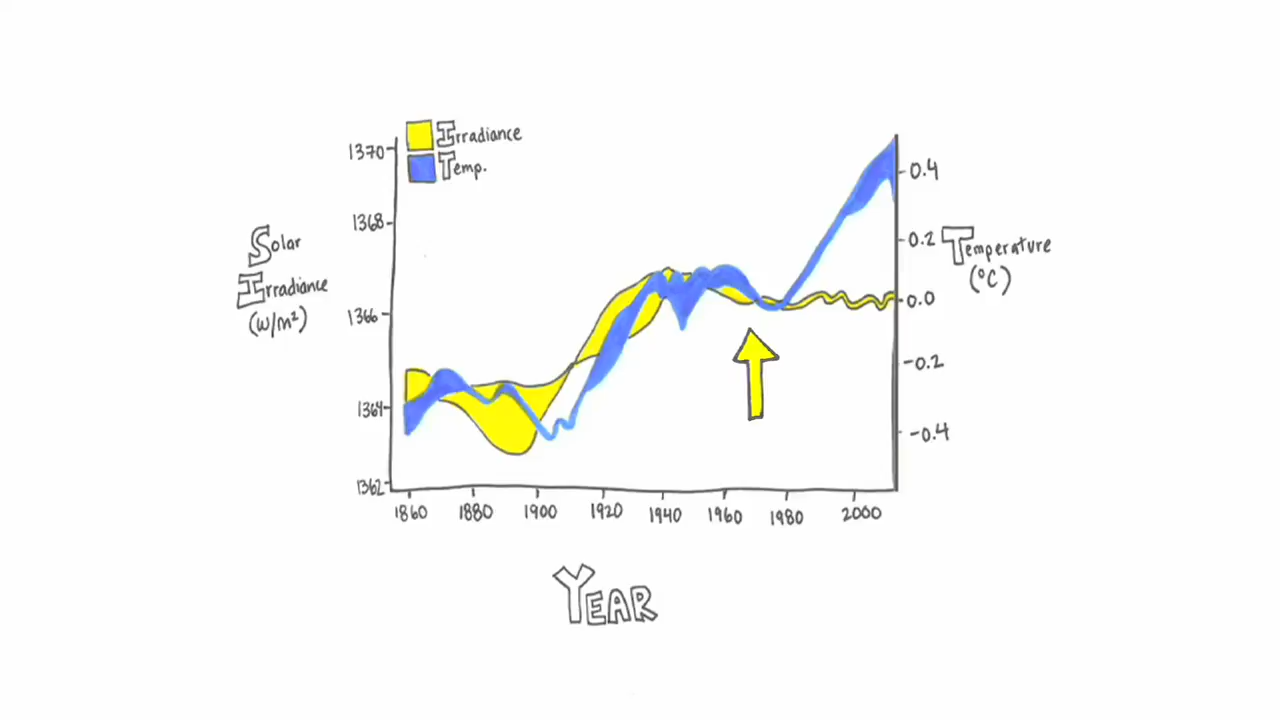 Irradiance
Temp.
1370
1368
1366
1364
1362
Solar
Irradiance
(W/m²)
-0.4
-0.2
-0.0
-0.2
-0.4
Temperature
(°C)
1860 1880 1900 1920 1940 1960 1980 2000
YEAR